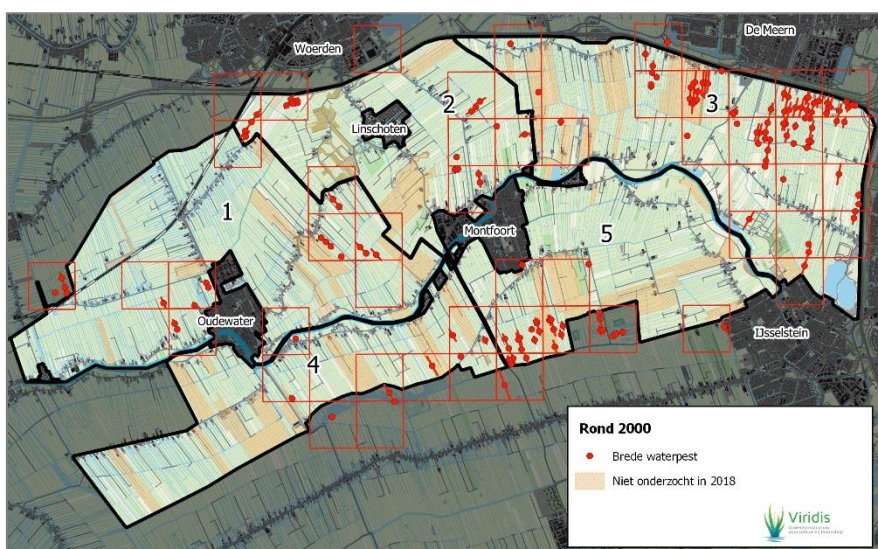 De Meern
Woerden
2
3
Linschoten
1
Montfoort
5
Oudewater
IJsselstein
4
Rond 2000
Brede waterpest
Niet onderzocht in 2018
Viridis